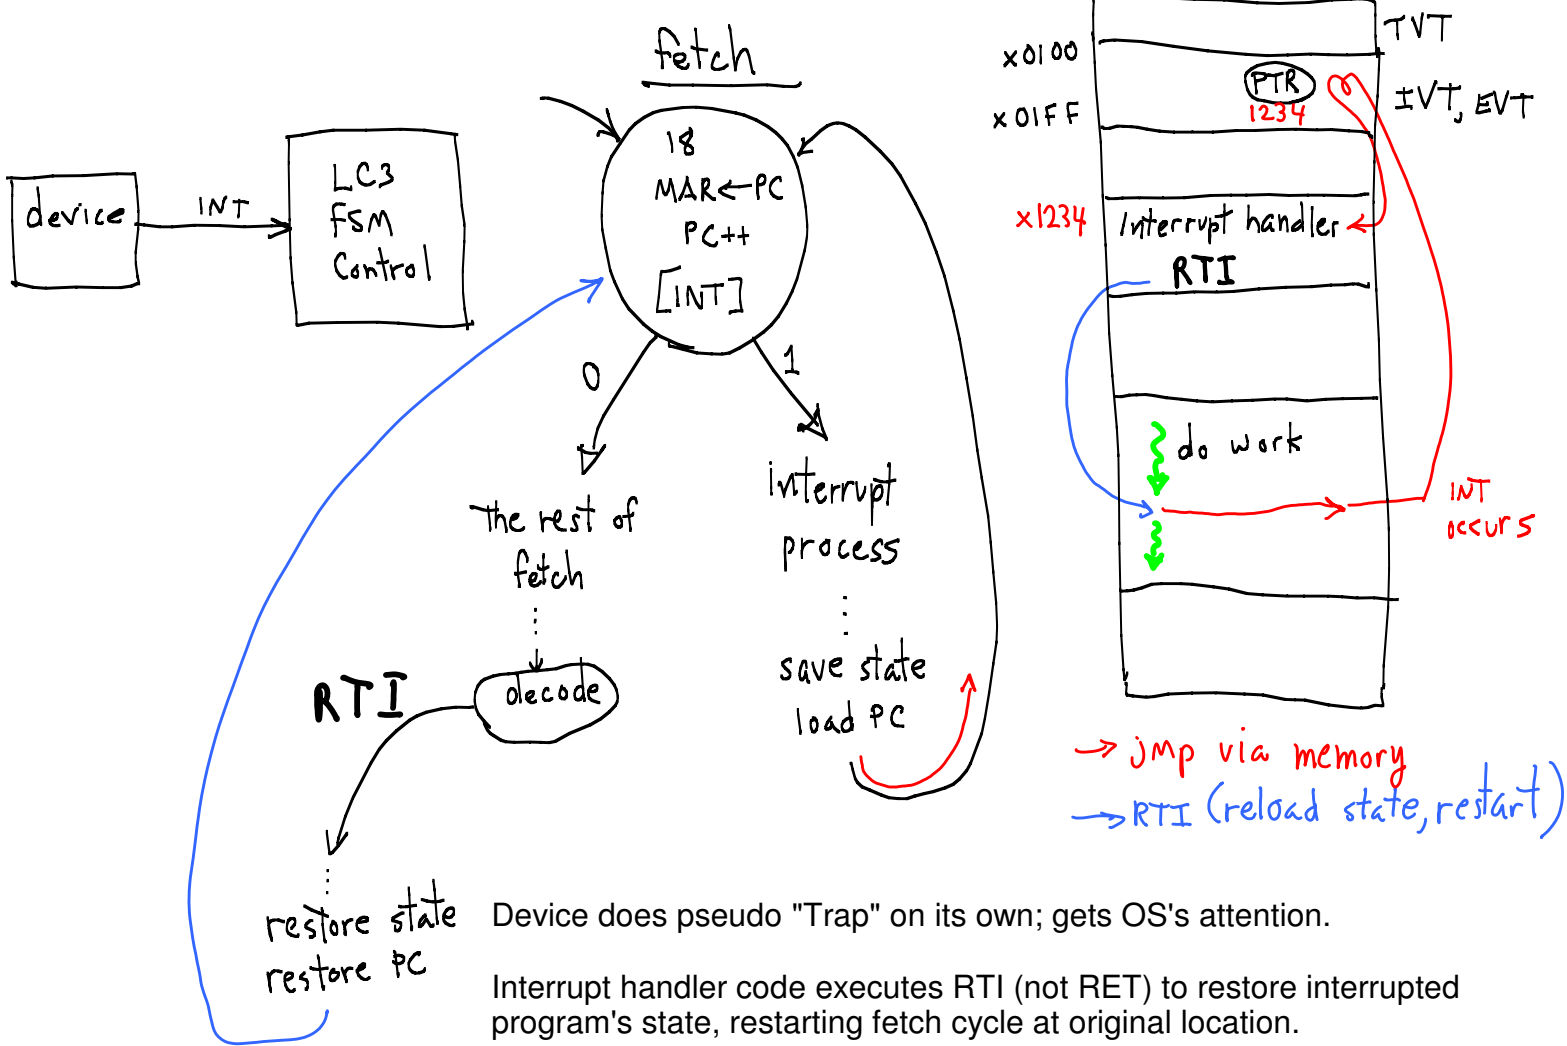 fetch
device
INT
LC3
FSM
Control
18
MAR←PC
PC++
[INT]
0
1
The rest of
fetch
decode
RTI
restore state
restore PC
interrupt
process
save state
load PC
TVT
x0100
PTR
1234
IVT, EVT
x01FF
x1234
Interrupt handler
RTI
do work
INT
occurs
→ jmp via memory
→ RTI (reload state, restart)
Device does pseudo "Trap" on its own; gets OS's attention.
Interrupt handler code executes RTI (not RET) to restore interrupted
program's state, restarting fetch cycle at original location.